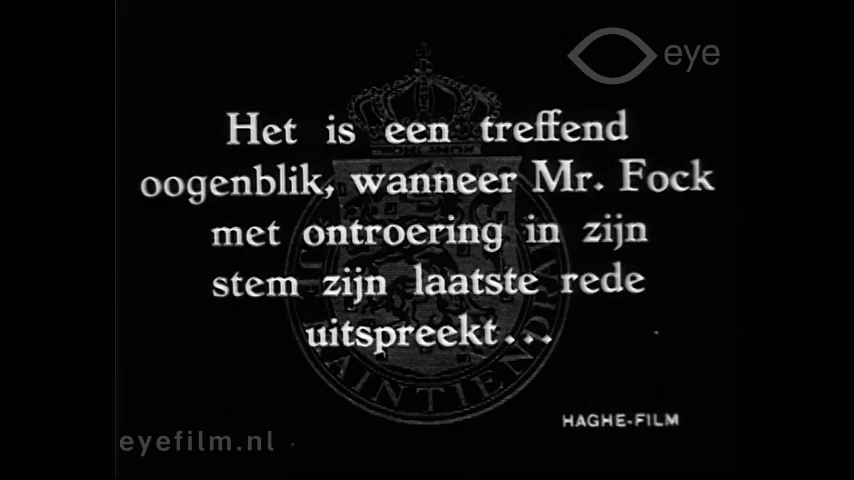 eye
Het is een treffend
oogenblik, wanneer Mr. Fock
met ontroering in zijn
stem zijn laatste rede
uitspreekt...
MAINTIENDRAI
HAGHE-FILM
eyefilm.nl